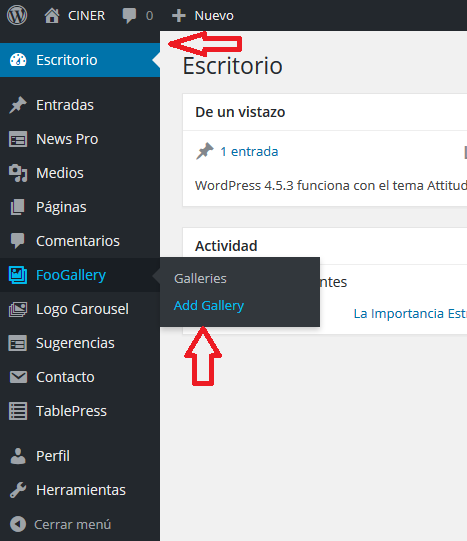 CINER 0 Nuevo
Escritorio
Entradas
News Pro
Medios
Páginas
Comentarios
FooGallery
Logo Carousel
Sugerencias
Contacto
TablePress
Perfil
Herramientas
Cerrar menú
Galleries
Add Gallery
Escritorio
De un vistazo
1 entrada
WordPress 4.5.3 funciona con el tema Attitud
Actividad
ntes
La Importancia Estr